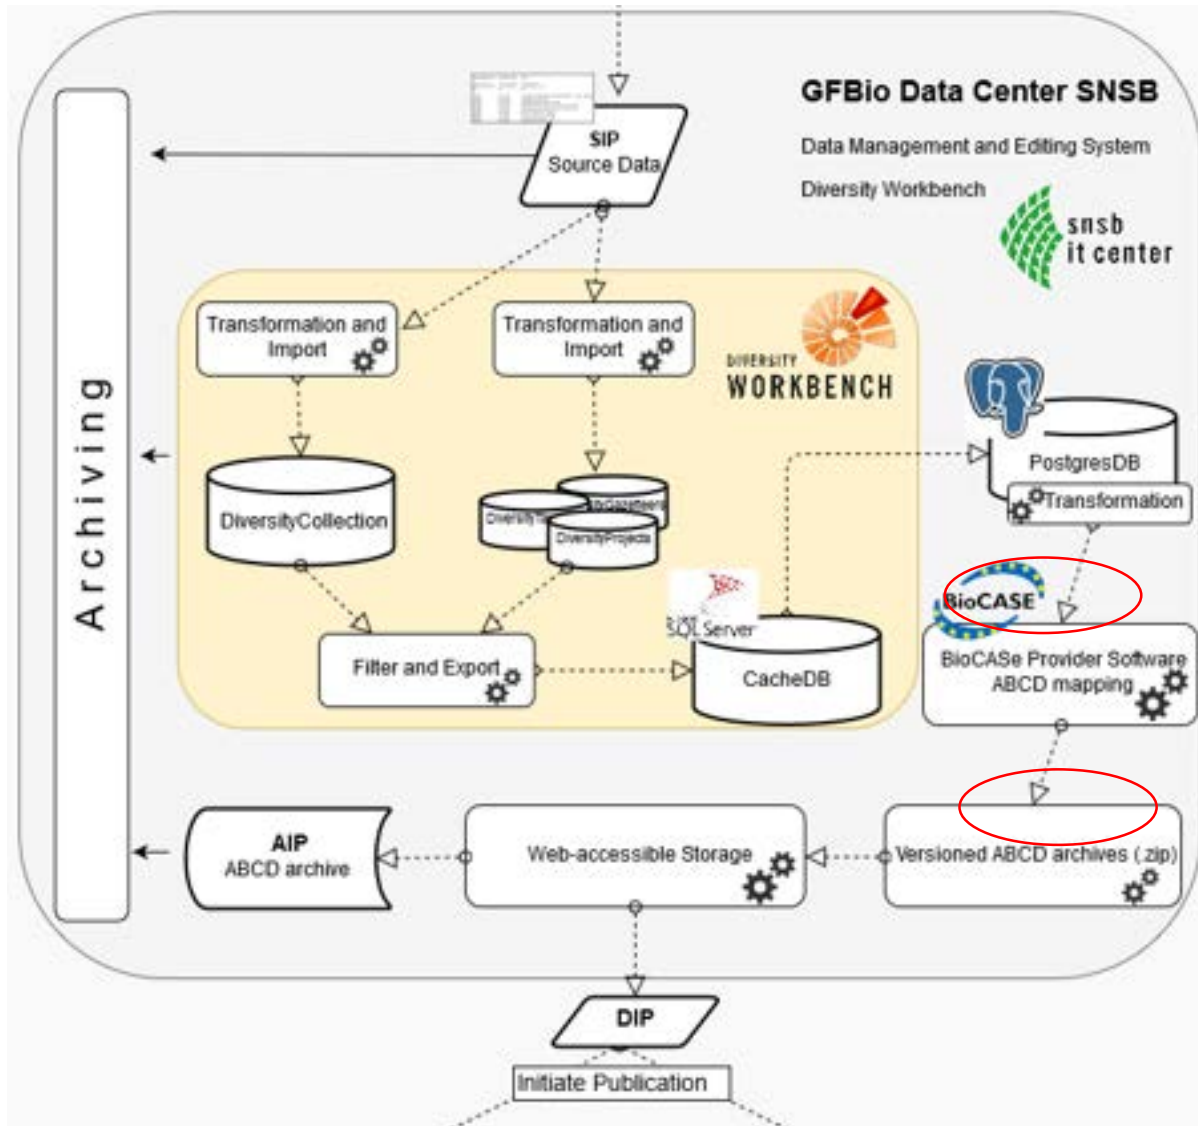 GFBio Data Center SNSB
Data Management and Editing System
Diversity Workbench
snsb
it center
SIP
Source Data
Archiving
Transformation and
Import
Transformation and
Import
DIVERSITY
WORKBENCH
DiversityCollection
DiversityProjects
PostgresDB
Transformation
BioCASE
BioCASe Provider Software
ABCD mapping
Filter and Export
SQL Server
CacheDB
AIP
ABCD archive
Web-accessible Storage
Versioned ABCD archives (.zip)
DIP
Initiate Publication